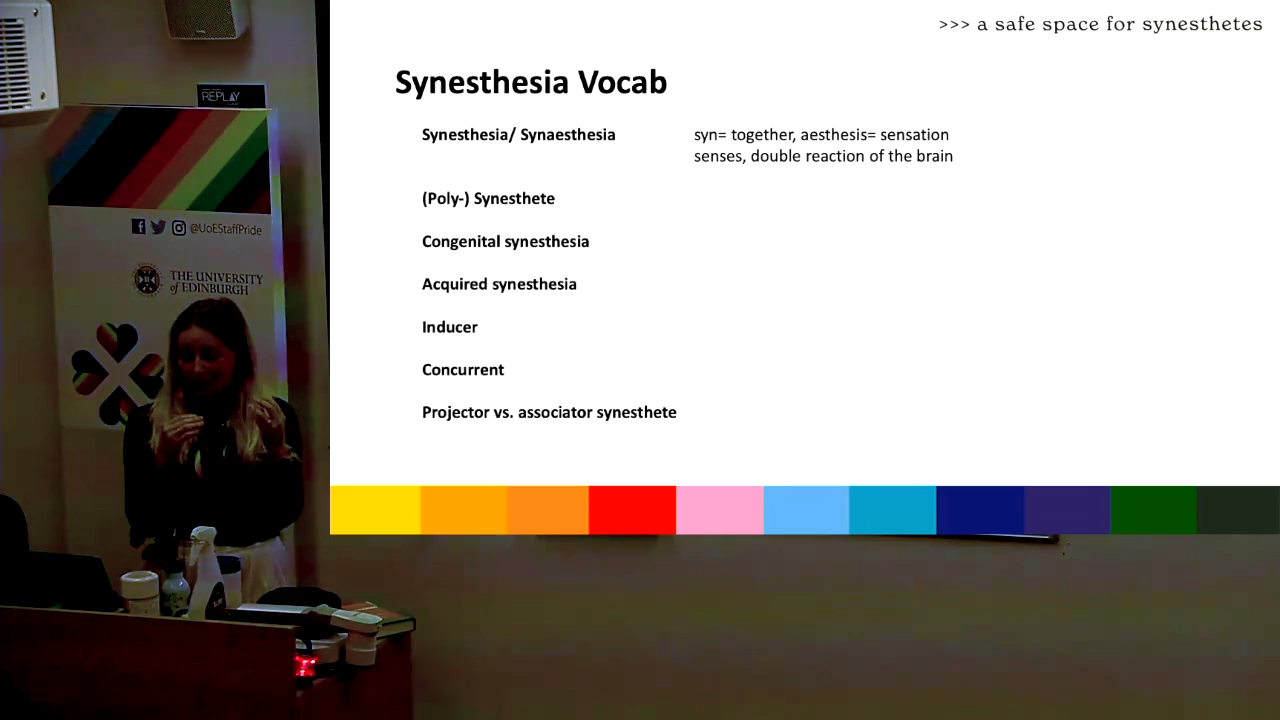 >>> a safe space for synesthetes
Synesthesia Vocab
Synesthesia/ Synaesthesia
syn= together, aesthesis= sensation
senses, double reaction of the brain
(Poly-) Synesthete
Congenital synesthesia
Acquired synesthesia
Inducer
Concurrent
Projector vs. associator synesthete
REPLAY
@UoEStaffPride
THE UNIVERSITY
of EDINBURGH